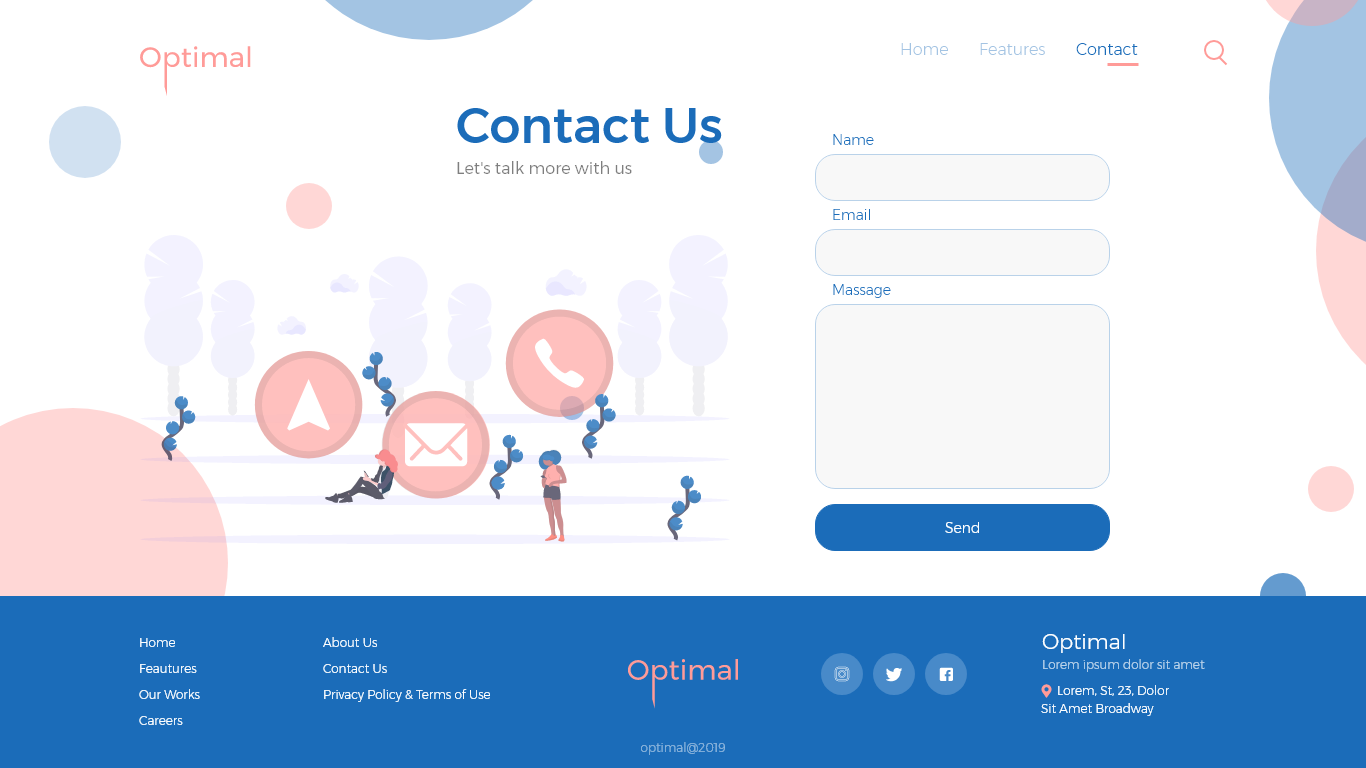 Optimal
Home
Features
Contact
Contact Us
Let's talk more with us
Name
Email
Massage
Send
Home
Feautures
Our Works
Careers
About Us
Contact Us
Privacy Policy & Terms of Use
Optimal
optimal@2019
Optimal
Lorem ipsum dolor sit amet
Lorem, St, 23, Dolor
Sit Amet Broadway